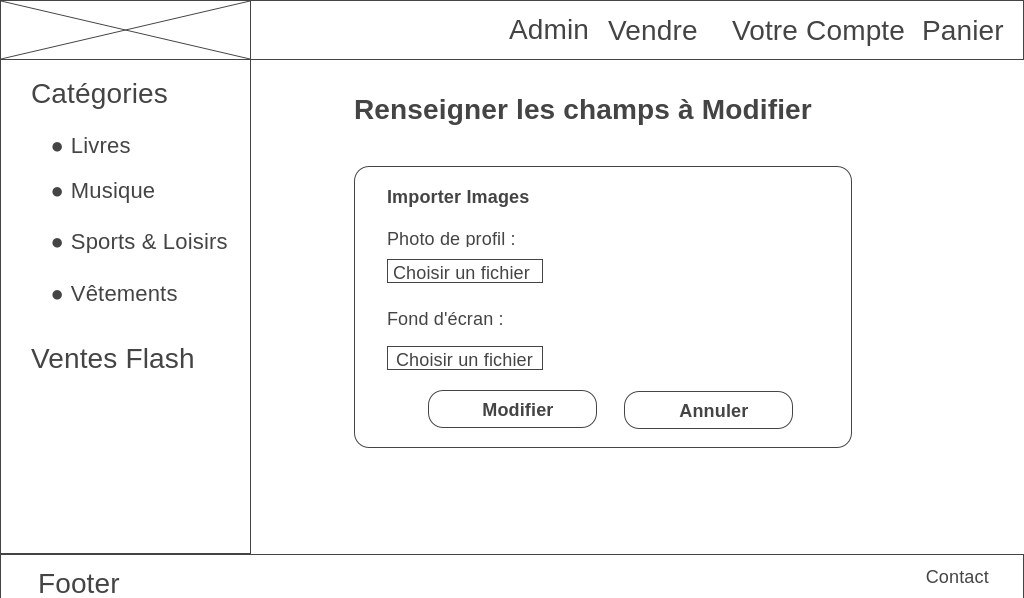 Admin Vendre Votre Compte Panier
Catégories
● Livres
● Musique
● Sports & Loisirs
● Vêtements
Ventes Flash
Renseigner les champs à Modifier
Importer Images
Photo de profil :
Choisir un fichier
Fond d'écran :
Choisir un fichier
Modifier Annuler
Footer
Contact